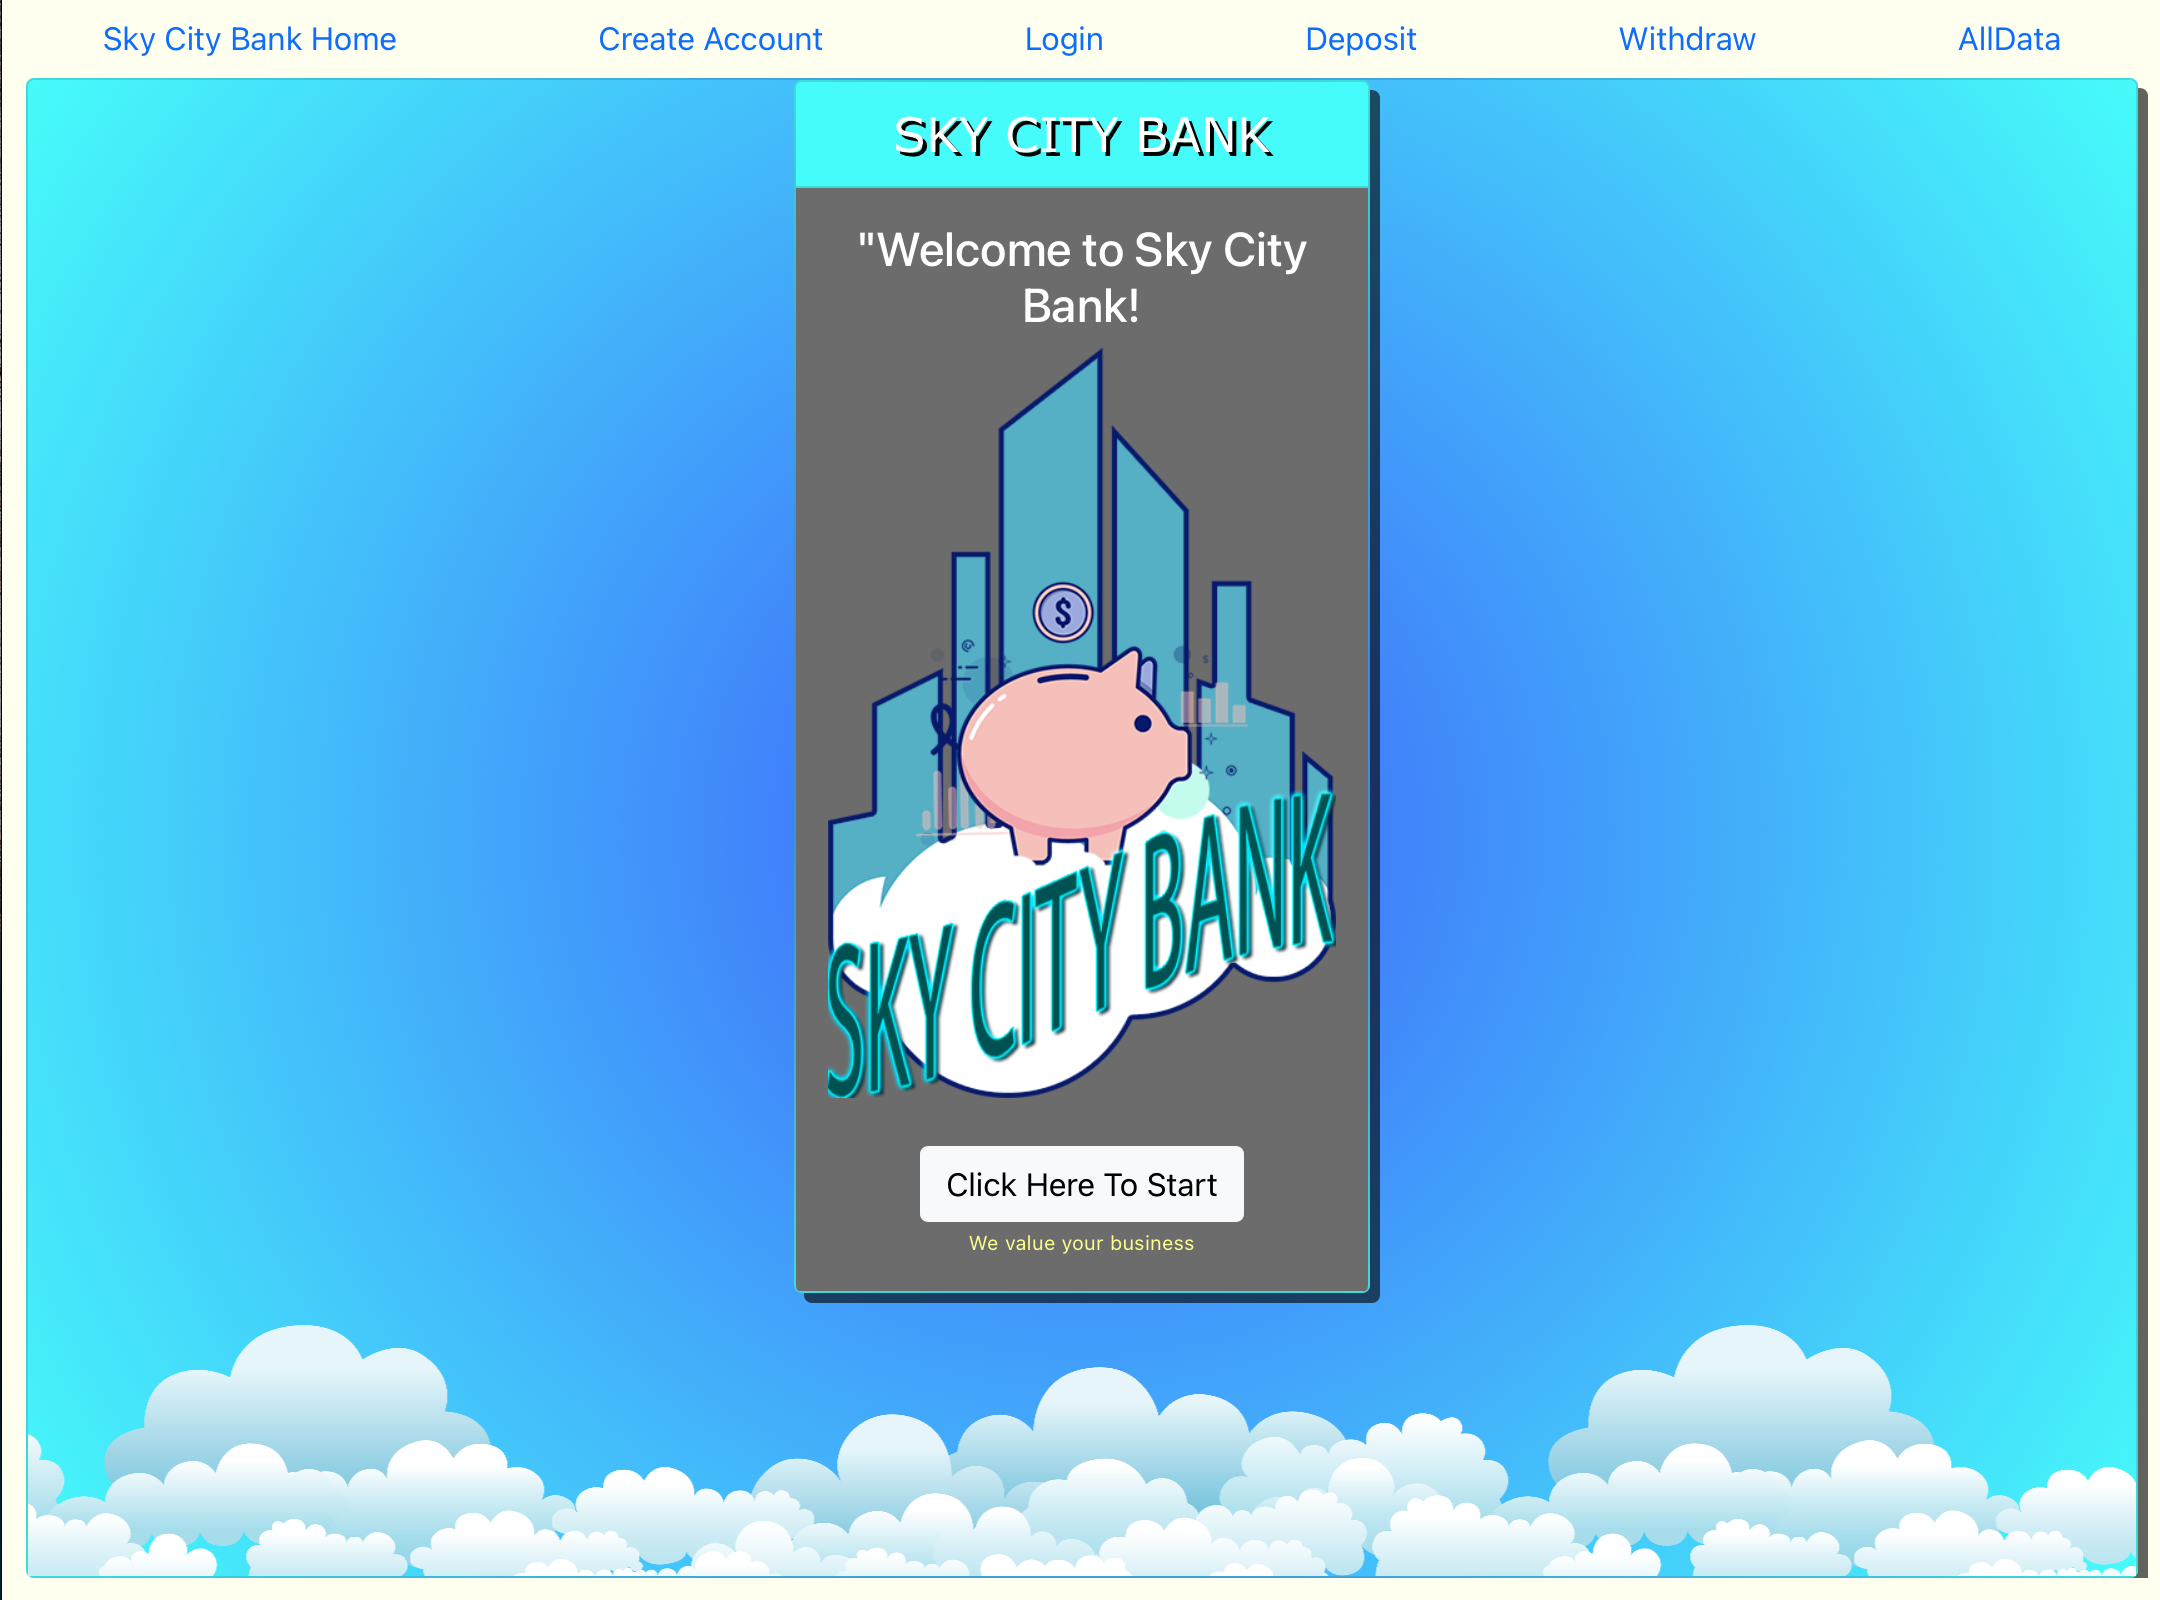 Sky City Bank Home Create Account Login Deposit Withdraw AllData
SKY CITY BANK
"Welcome to Sky City
Bank!
$
SKY CITY BANK
Click Here To Start
We value your business